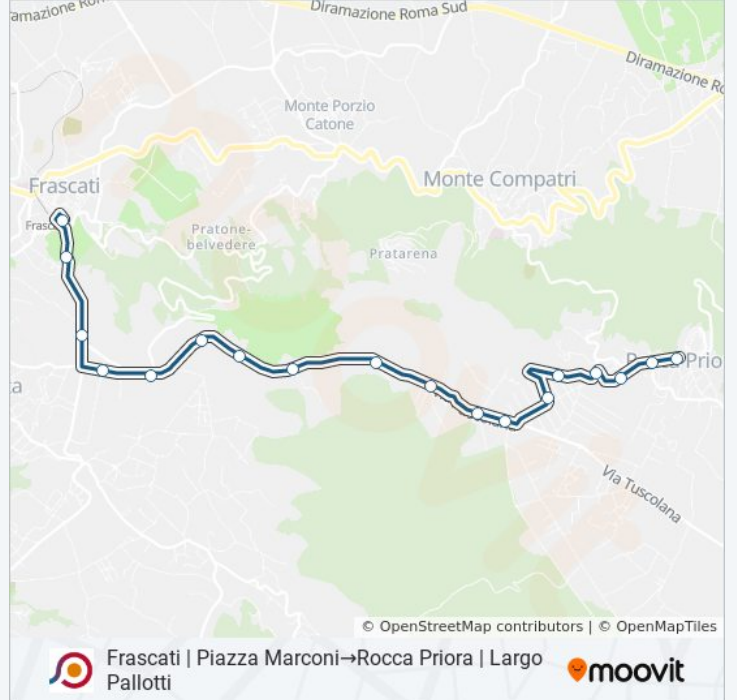 Diramazione Roma Sud
Diramazione
Monte Porzio
Catone
Monte Compatri
Frascati
Pratone-
belvedere
Pratarena
Via Tuscolana
© OpenStreetMap contributors | © OpenMapTiles
Frascati | Piazza Marconi→Rocca Priora | Largo
Pallotti
moovit